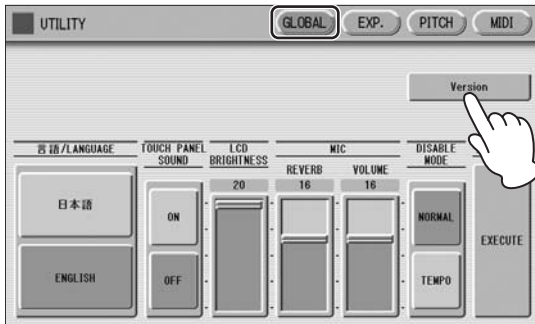 UTILITY
GLOBAL
EXP.
PITCH
MIDI
Version
言語/LANGUAGE
日本語
ENGLISH
TOUCH PANEL
SOUND
ON
OFF
LCD
BRIGHTNESS
20
MIC
REVERB
16
VOLUME
16
DISABLE
MODE
NORMAL
TEMPO
EXECUTE